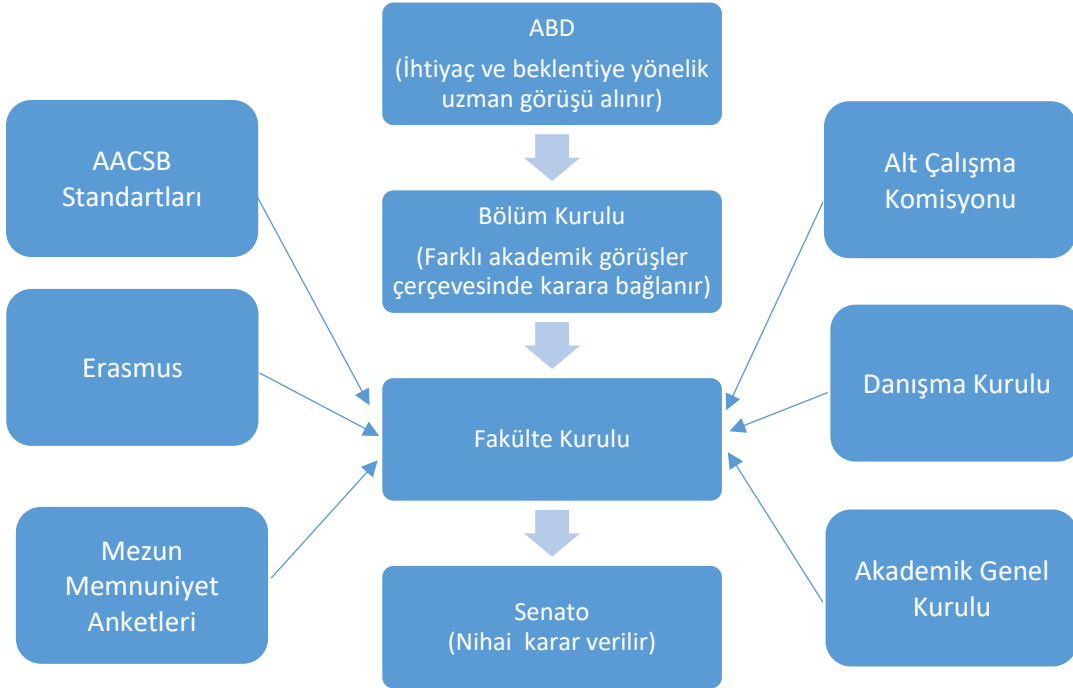 ABD
(İhtiyaç ve beklentiye yönelik
uzman görüşü alınır)
AACSB
Standartları
Alt Çalışma
Komisyonu
Bölüm Kurulu
(Farklı akademik görüşler
çerçevesinde karara bağlanır)
Erasmus
Danışma Kurulu
Fakülte Kurulu
Mezun
Memnuniyet
Anketleri
Akademik Genel
Kurulu
Senato
(Nihai karar verilir)